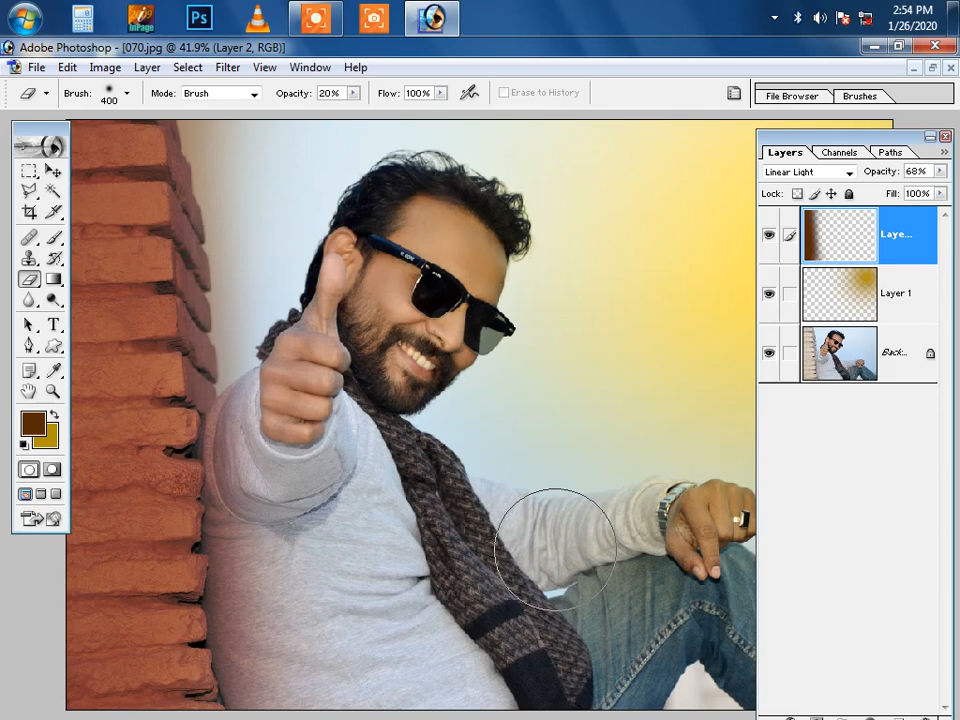 InPage
Ps
2:54 PM
1/26/2020
Adobe Photoshop - [070.jpg @ 41.9% (Layer 2, RGB)]
File Edit Image Layer Select Filter View Window Help
Brush: 400 Mode: Brush Opacity: 20% Flow: 100% Erase to History File Browser Brushes
Layers Channels Paths
Linear Light Opacity: 68%
Lock: Fill: 100%
Laye...
Layer 1
Back...
T